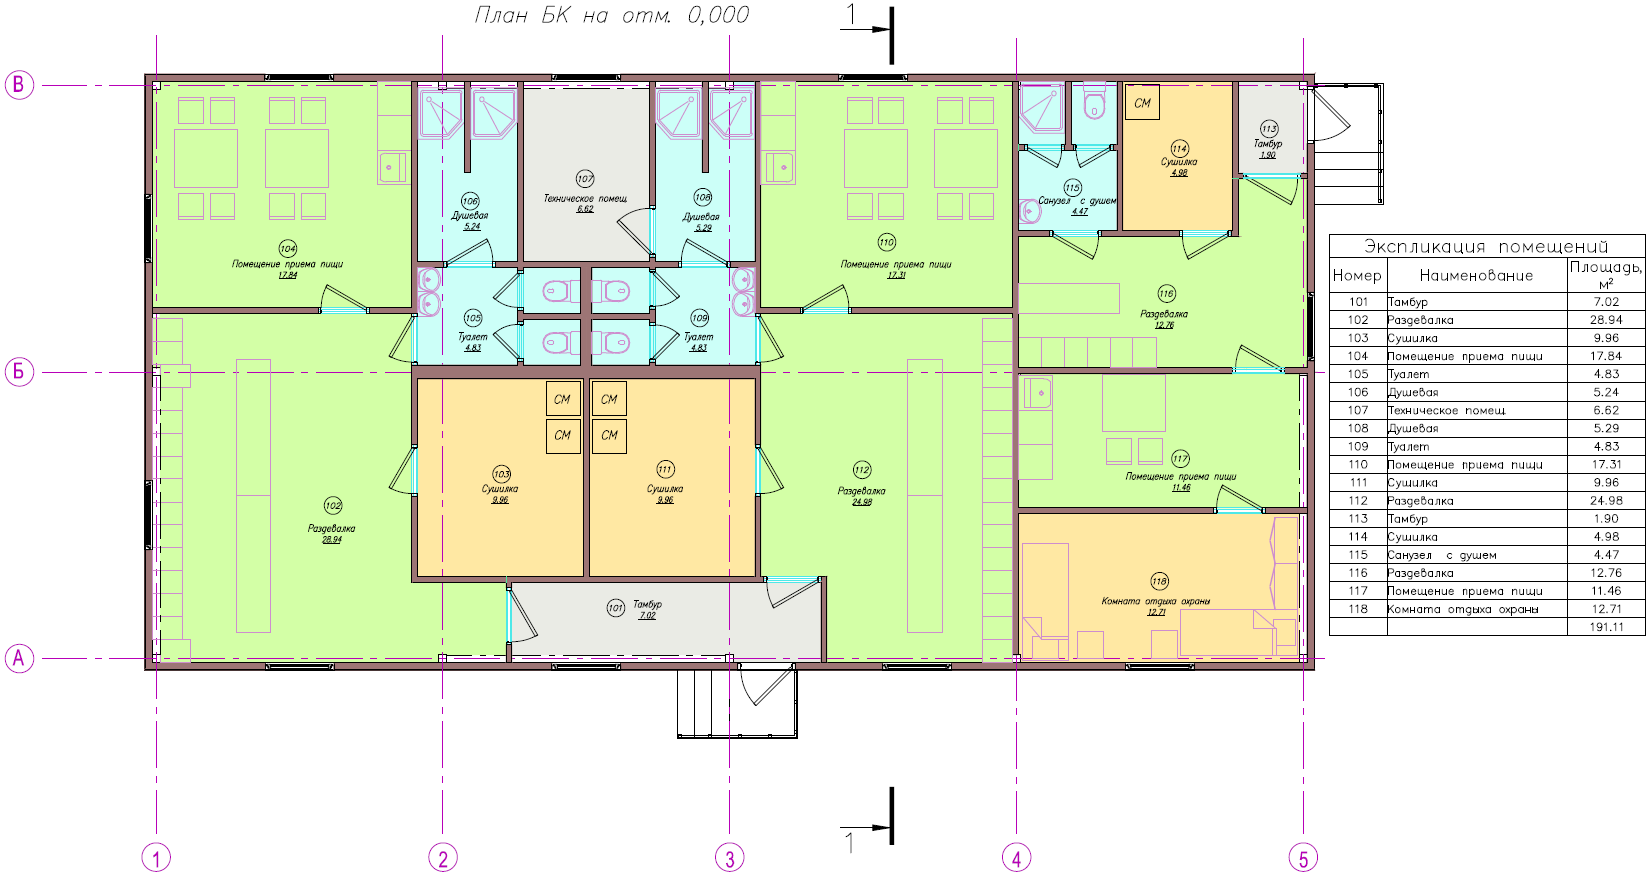 План БК на отм. 0,000
1
В
СМ
113
Тамбур
1.90
114
Сушилка
4.98
107
Техническое помещ
6.62
106
Душевая
5.24
108
Душевая
5.29
115
Санузел с душем
4.47
104
Помещение приема пищи
17.84
110
Помещение приема пищи
17.31
105
Туалет
4.83
109
Туалет
4.83
116
Раздевалка
12.76
Б
СМ
СМ
СМ
СМ
103
Сушилка
9.96
111
Сушилка
9.96
112
Раздевалка
24.98
117
Помещение приема пищи
11.46
102
Раздевалка
28.94
118
Комната отдыха охраны
12.71
101
Тамбур
7.02
А
1
1
2
3
4
5
Экспликация помещений
Номер Наименование Площадь, м²
101 Тамбур 7.02
102 Раздевалка 28.94
103 Сушилка 9.96
104 Помещение приема пищи 17.84
105 Туалет 4.83
106 Душевая 5.24
107 Техническое помещ. 6.62
108 Душевая 5.29
109 Туалет 4.83
110 Помещение приема пищи 17.31
111 Сушилка 9.96
112 Раздевалка 24.98
113 Тамбур 1.90
114 Сушилка 4.98
115 Санузел с душем 4.47
116 Раздевалка 12.76
117 Помещение приема пищи 11.46
118 Комната отдыха охраны 12.71
191.11